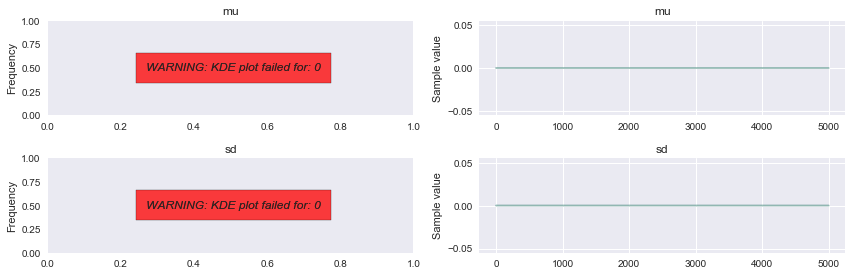 mu
Frequency
1.00
0.75
0.50
0.25
0.00
WARNING: KDE plot failed for: 0
0.0 0.2 0.4 0.6 0.8 1.0
mu
Sample value
0.05
0.00
−0.05
0 1000 2000 3000 4000 5000
sd
Frequency
1.00
0.75
0.50
0.25
0.00
WARNING: KDE plot failed for: 0
0.0 0.2 0.4 0.6 0.8 1.0
sd
Sample value
0.05
0.00
−0.05
0 1000 2000 3000 4000 5000